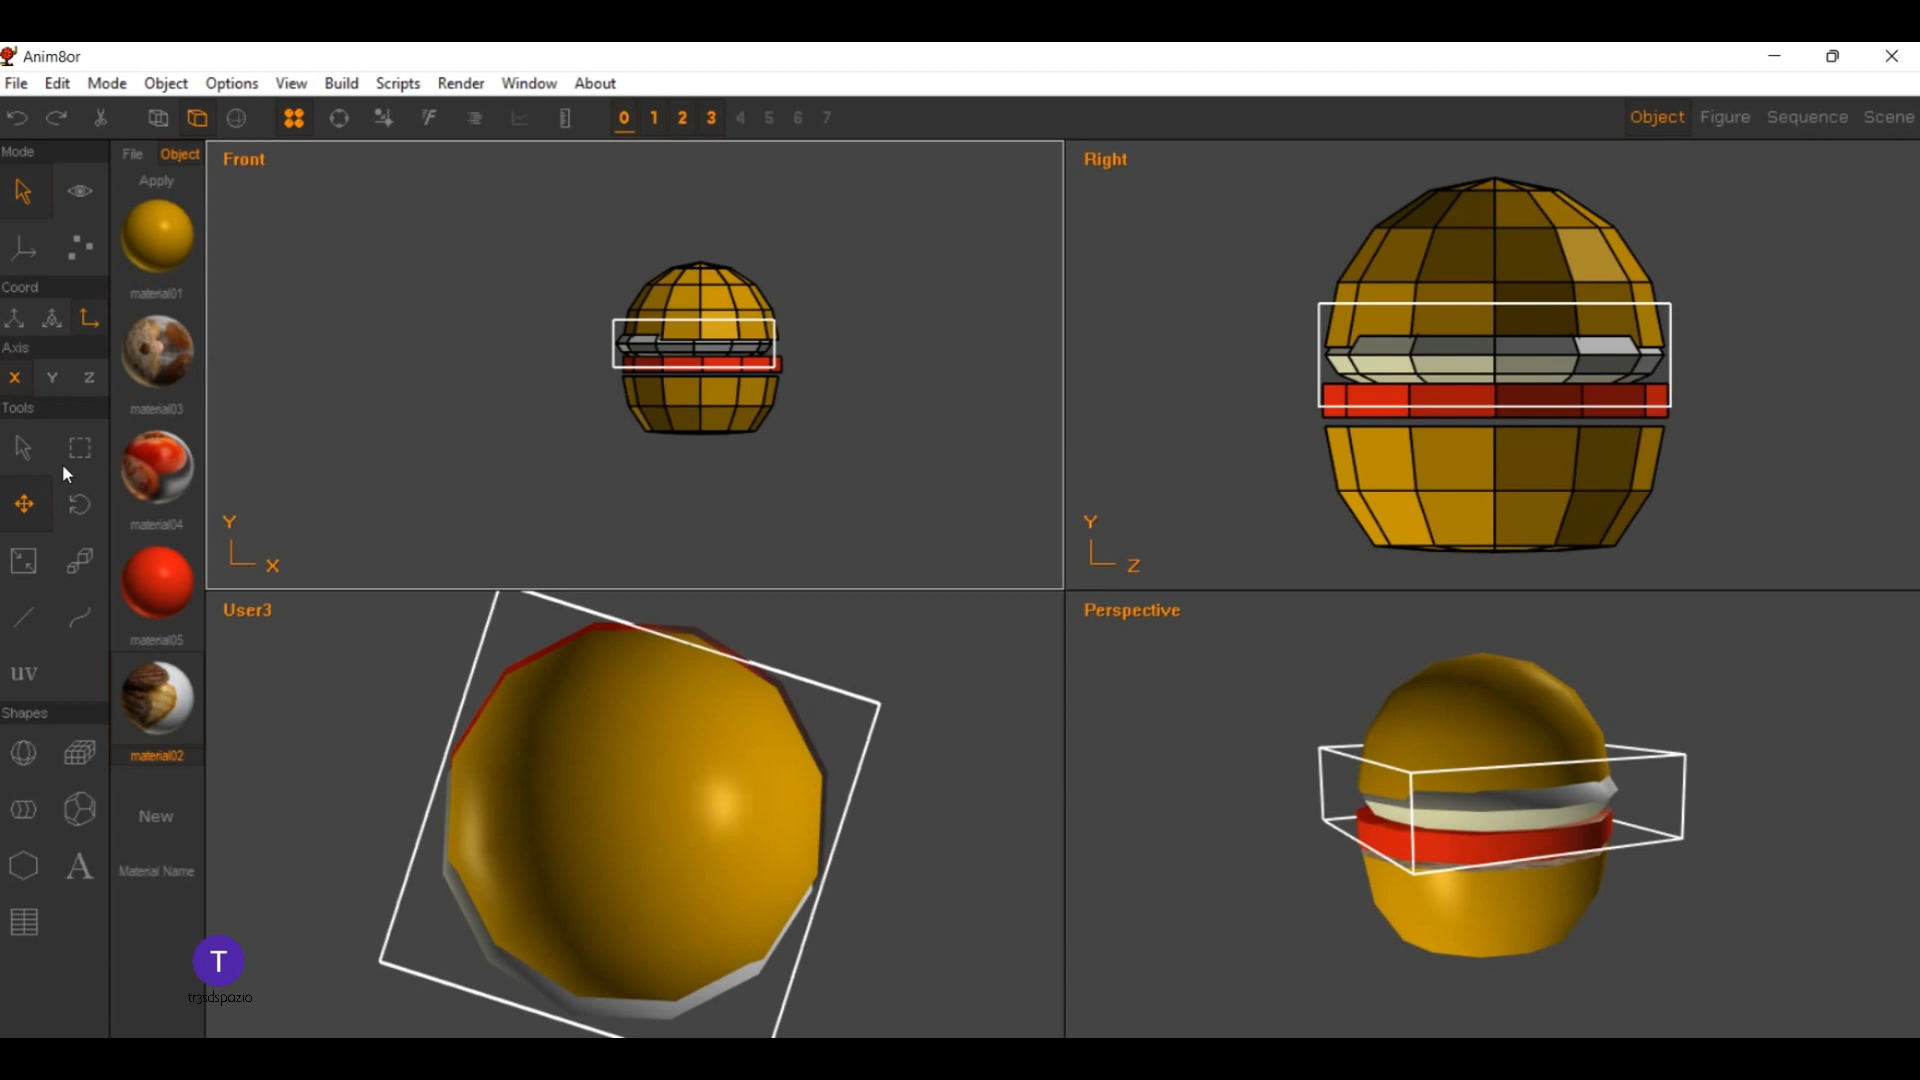 Anim8or
File Edit Mode Object Options View Build Scripts Render Window About
0 1 2 3 4 5 6 7
Object Figure Sequence Scene
Mode
File Object
Apply
material01
material03
material04
material05
material02
New
Material Name
Coord
Axis
X Y Z
Tools
uv
Shapes
A
Front
Y
X
Right
Y
Z
User3
Perspective
T
tr3sdspazio